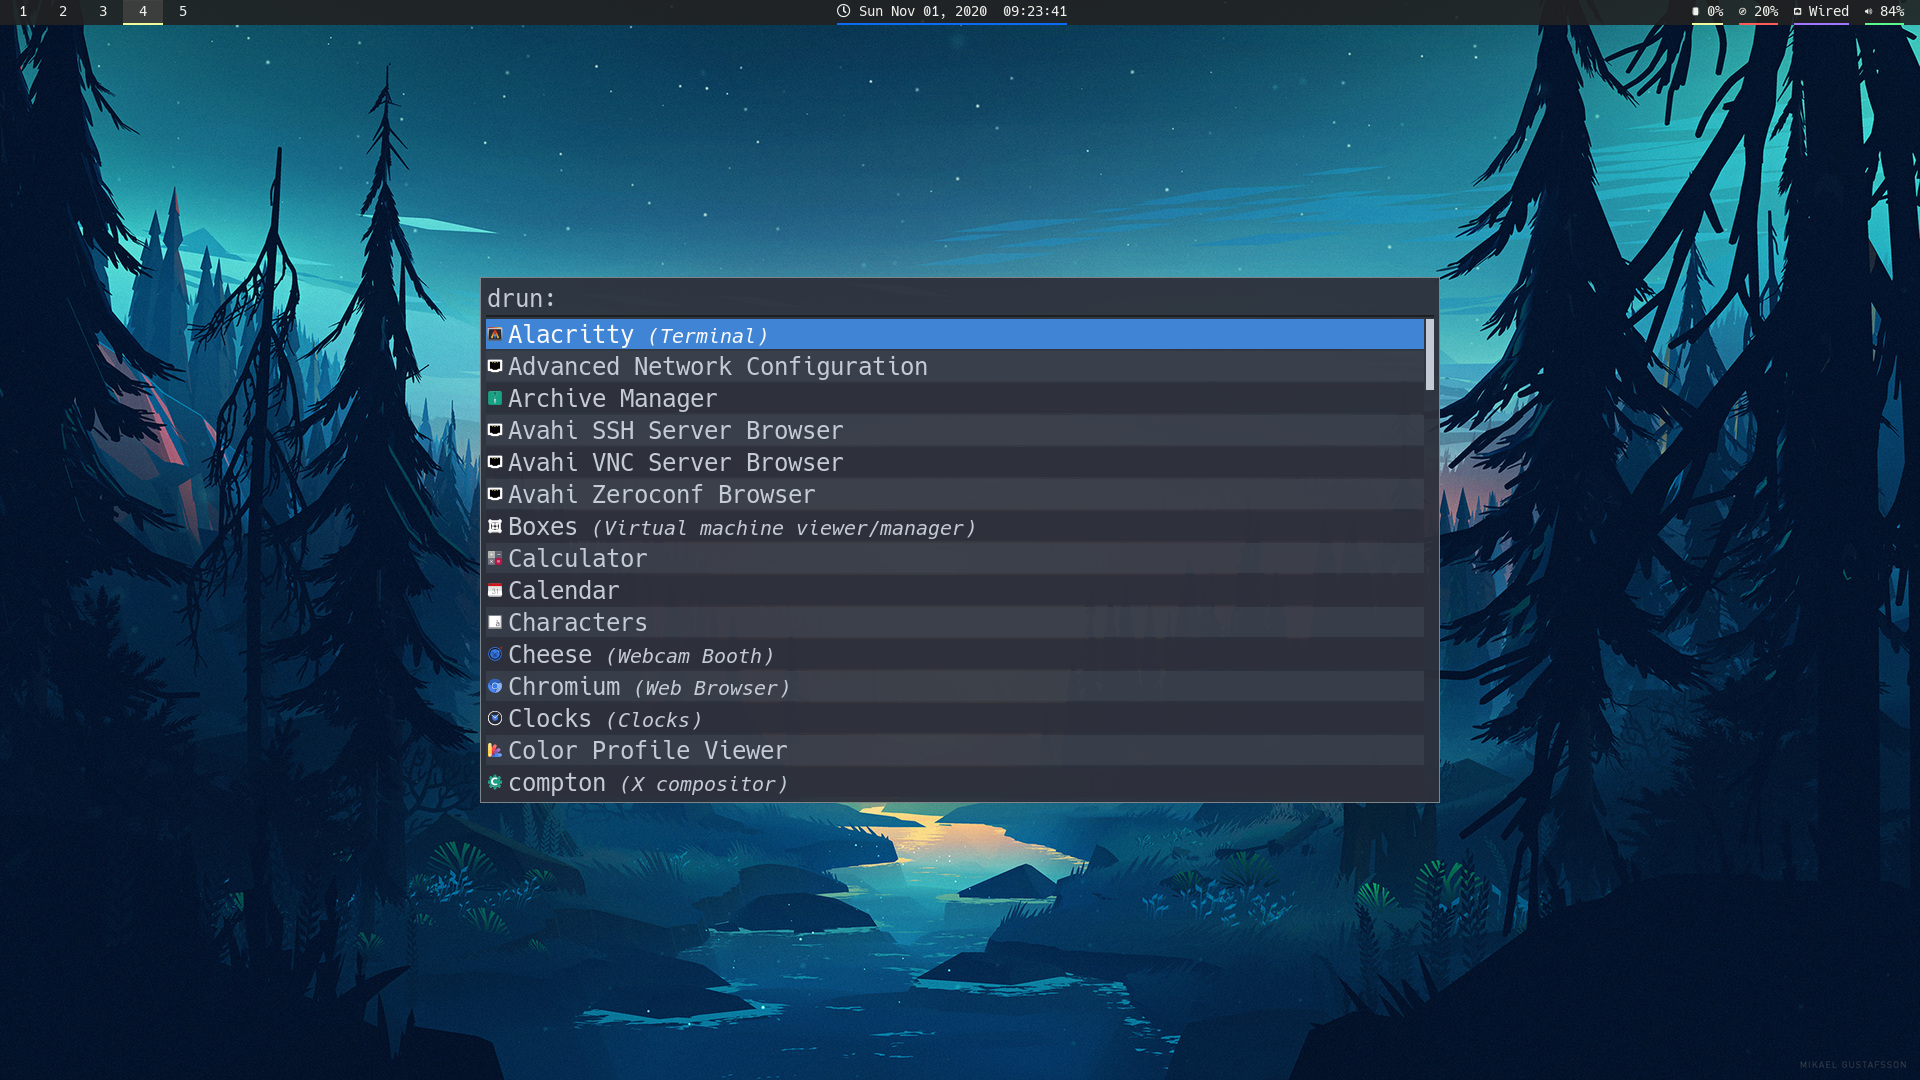 1 2 3 4 5 Sun Nov 01, 2020 09:23:41 0% 20% Wired 84%
drun:
Alacritty (Terminal)
Advanced Network Configuration
Archive Manager
Avahi SSH Server Browser
Avahi VNC Server Browser
Avahi Zeroconf Browser
Boxes (Virtual machine viewer/manager)
Calculator
Calendar
Characters
Cheese (Webcam Booth)
Chromium (Web Browser)
Clocks (Clocks)
Color Profile Viewer
compton (X compositor)
MIKAEL GUSTAFSSON